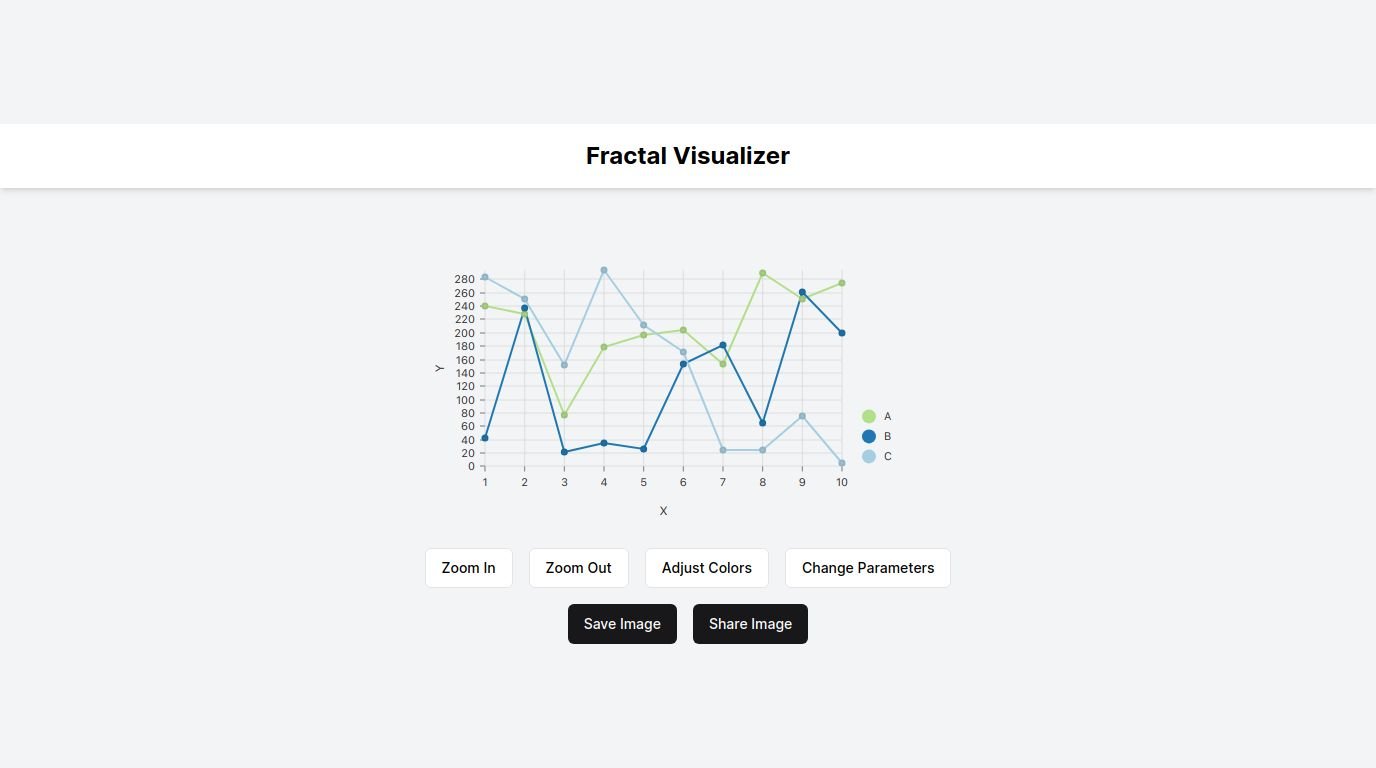 Fractal Visualizer
280
260
240
220
200
180
160
140
120
100
80
60
40
20
0
Y
1 2 3 4 5 6 7 8 9 10
X
A
B
C
Zoom In Zoom Out Adjust Colors Change Parameters
Save Image Share Image